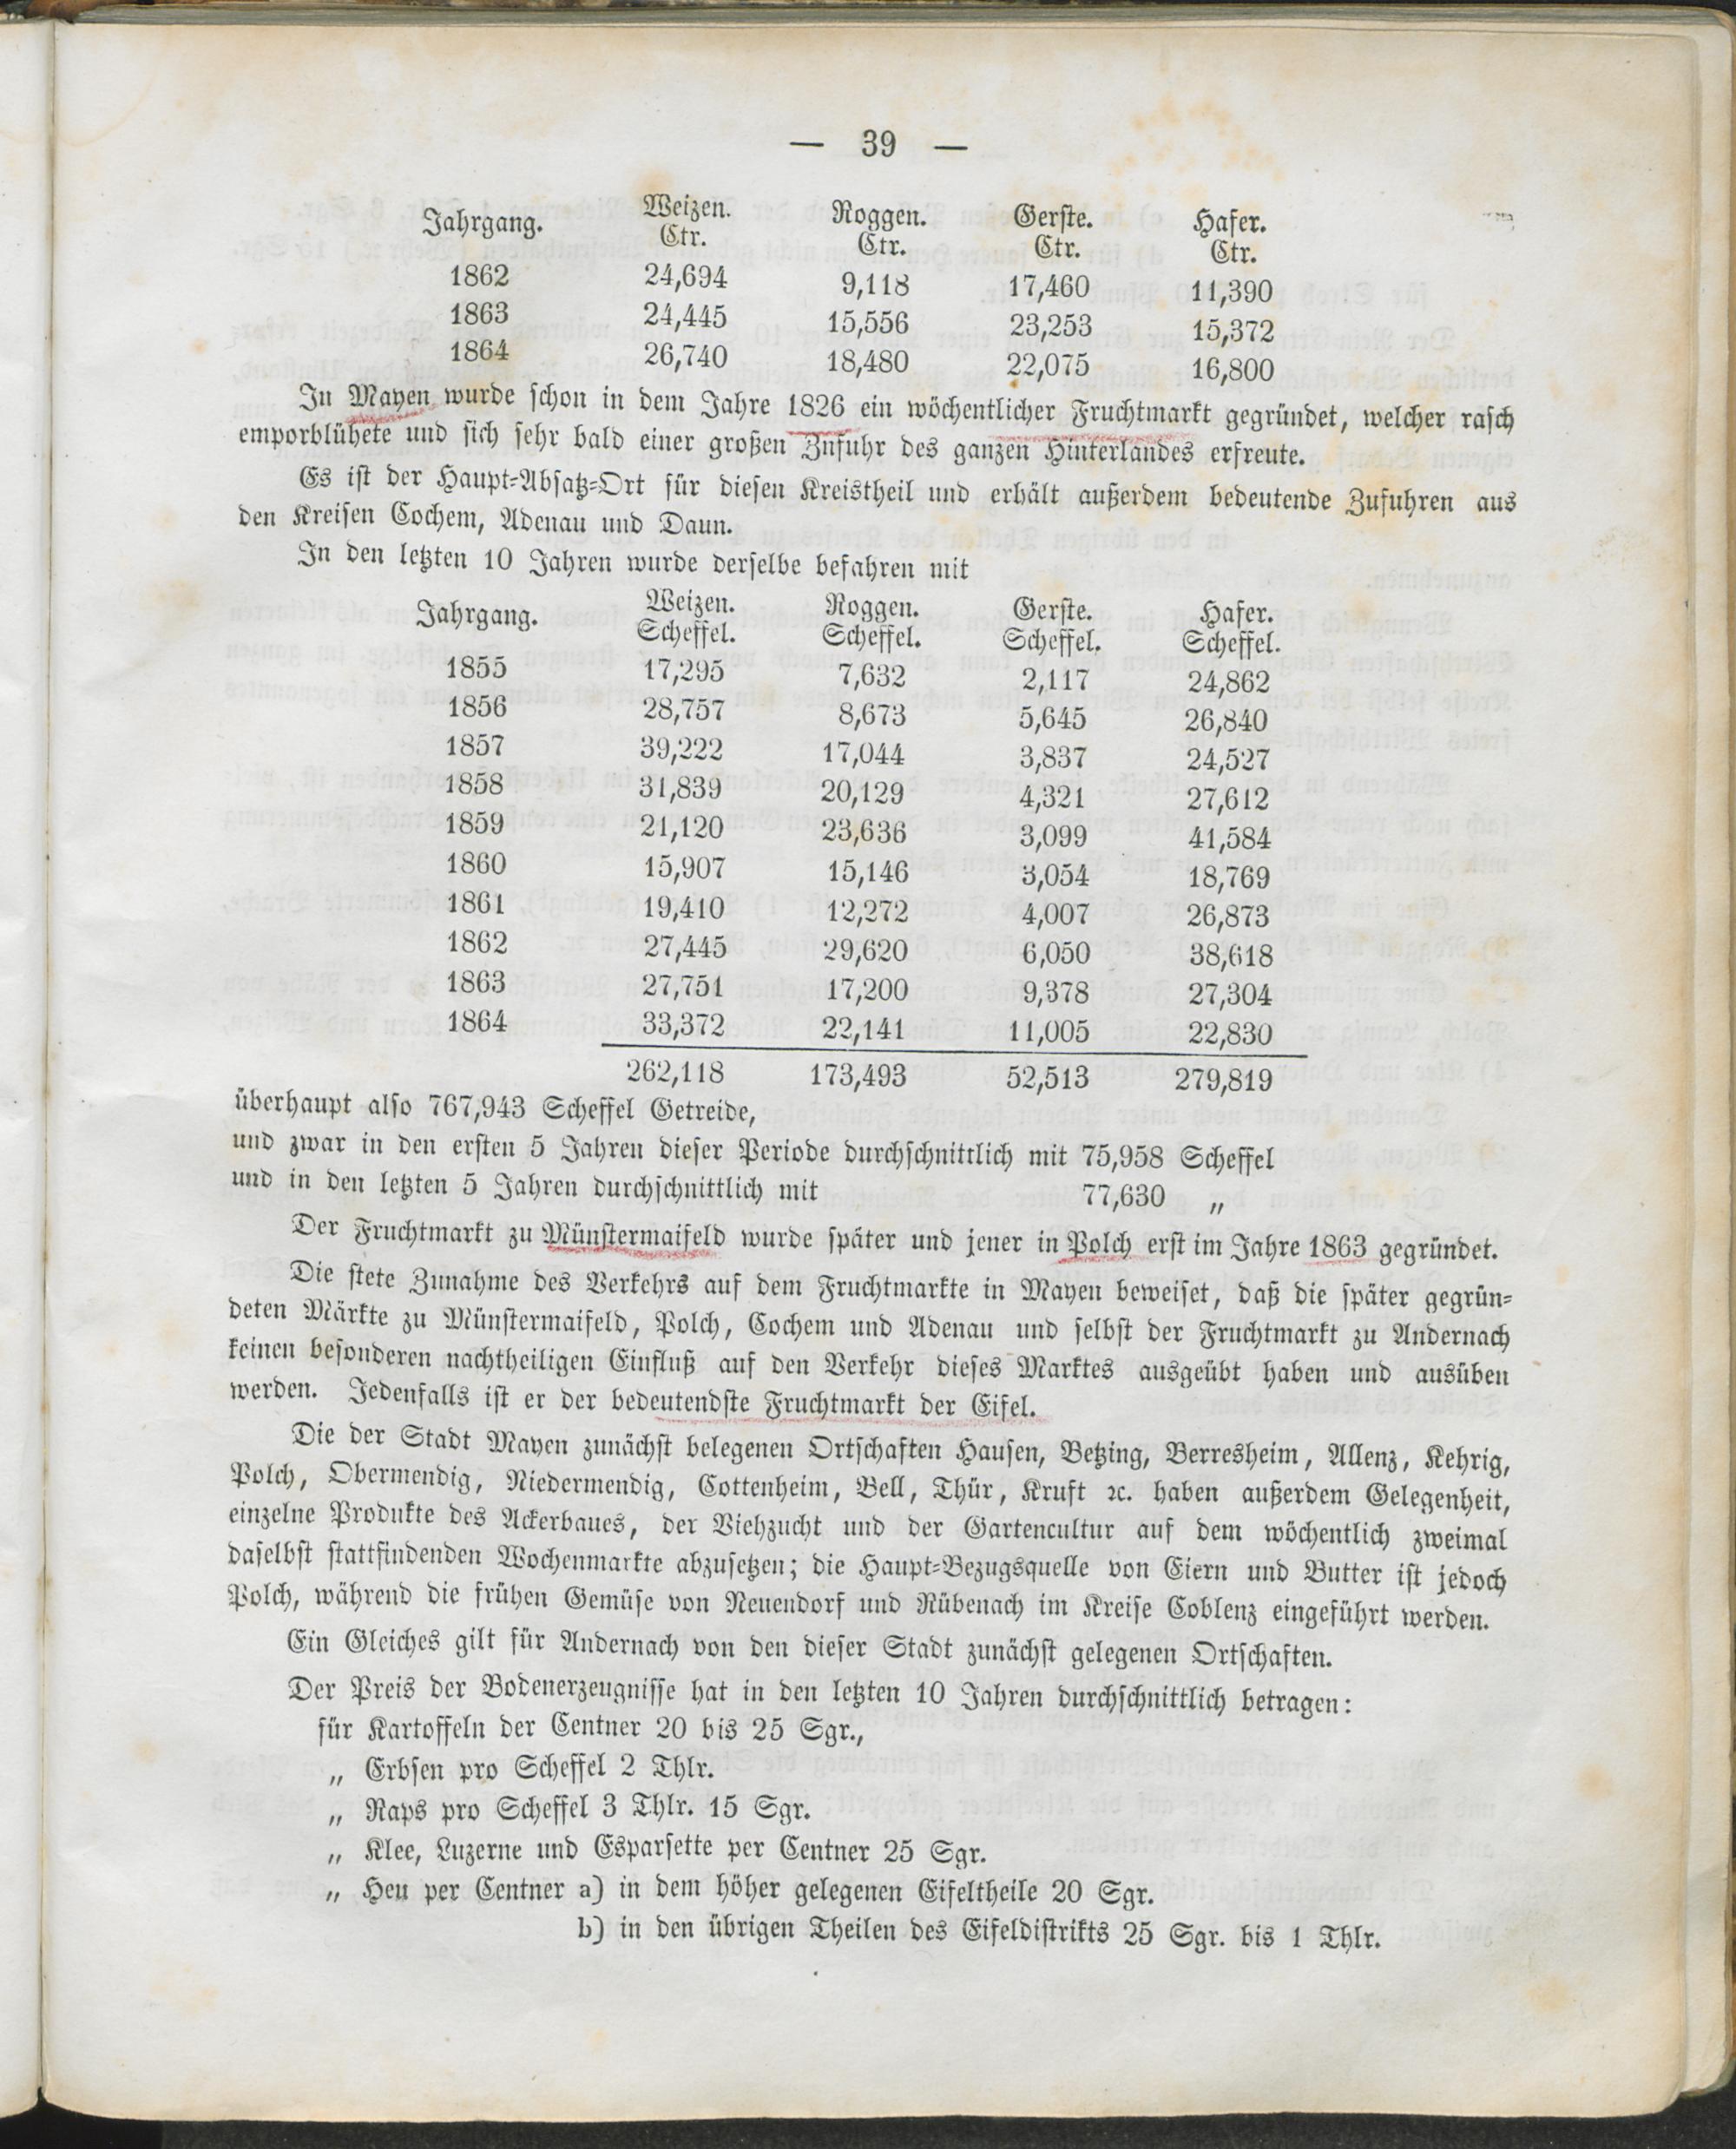 — 39 —
Jahrgang. Weizen. Roggen. Gerste. Hafer.
Ctr. Ctr. Ctr. Ctr.
1862 24,694 9,118 17,460 11,390
1863 24,445 15,556 23,253 15,372
1864 26,740 18,480 22,075 16,800
In Mayen wurde schon in dem Jahre 1826 ein wöchentlicher Fruchtmarkt gegründet, welcher rasch
emporblühete und sich sehr bald einer großen Zufuhr des ganzen Hinterlandes erfreute.
Es ist der Haupt-Absatz-Ort für diesen Kreistheil und erhält außerdem bedeutende Zufuhren aus
den Kreisen Cochem, Adenau und Daun.
In den letzten 10 Jahren wurde derselbe befahren mit
Jahrgang. Weizen. Roggen. Gerste. Hafer.
Scheffel. Scheffel. Scheffel. Scheffel.
1855 17,295 7,632 2,117 24,862
1856 28,757 8,673 5,645 26,840
1857 39,222 17,044 3,837 24,527
1858 31,839 20,129 4,321 27,612
1859 21,120 23,636 3,099 41,584
1860 15,907 15,146 3,054 18,769
1861 19,410 12,272 4,007 26,873
1862 27,445 29,620 6,050 38,618
1863 27,751 17,200 9,378 27,304
1864 33,372 22,141 11,005 22,830
262,118 173,493 52,513 279,819
überhaupt also 767,943 Scheffel Getreide,
und zwar in den ersten 5 Jahren dieser Periode durchschnittlich mit 75,958 Scheffel
und in den letzten 5 Jahren durchschnittlich mit 77,630 „
Der Fruchtmarkt zu Münstermaifeld wurde später und jener in Polch erst im Jahre 1863 gegründet.
Die stete Zunahme des Verkehrs auf dem Fruchtmarkte in Mayen beweiset, daß die später gegrün-
deten Märkte zu Münstermaifeld, Polch, Cochem und Adenau und selbst der Fruchtmarkt zu Andernach
keinen besonderen nachtheiligen Einfluß auf den Verkehr dieses Marktes ausgeübt haben und ausüben
werden. Jedenfalls ist er der bedeutendste Fruchtmarkt der Eifel.
Die der Stadt Mayen zunächst belegenen Ortschaften Hausen, Betzing, Berresheim, Allenz, Kehrig,
Polch, Obermendig, Niedermendig, Cottenheim, Bell, Thür, Kruft ꝛc. haben außerdem Gelegenheit,
einzelne Produkte des Ackerbaues, der Viehzucht und der Gartencultur auf dem wöchentlich zweimal
daselbst stattfindenden Wochenmarkte abzusetzen; die Haupt-Bezugsquelle von Eiern und Butter ist jedoch
Polch, während die frühen Gemüse von Neuendorf und Rübenach im Kreise Coblenz eingeführt werden.
Ein Gleiches gilt für Andernach von den dieser Stadt zunächst gelegenen Ortschaften.
Der Preis der Bodenerzeugnisse hat in den letzten 10 Jahren durchschnittlich betragen:
für Kartoffeln der Centner 20 bis 25 Sgr.,
„ Erbsen pro Scheffel 2 Thlr.
„ Raps pro Scheffel 3 Thlr. 15 Sgr.
„ Klee, Luzerne und Esparsette per Centner 25 Sgr.
„ Heu per Centner a) in dem höher gelegenen Eifeltheile 20 Sgr.
b) in den übrigen Theilen des Eifeldistrikts 25 Sgr. bis 1 Thlr.